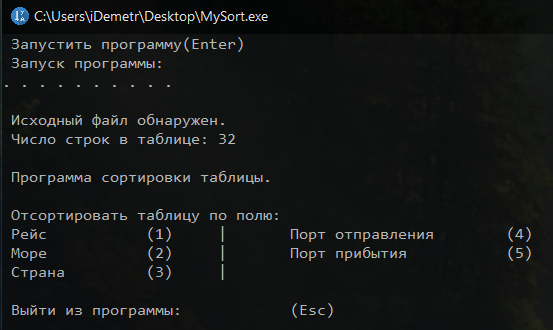 C:\Users\iDemetr\Desktop\MySort.exe
Запустить программу(Enter)
Запуск программы:
. . . . . . . . . .
Исходный файл обнаружен.
Число строк в таблице: 32
Программа сортировки таблицы.
Отсортировать таблицу по полю:
Рейс (1) | Порт отправления (4)
Море (2) | Порт прибытия (5)
Страна (3) |
Выйти из программы: (Esc)